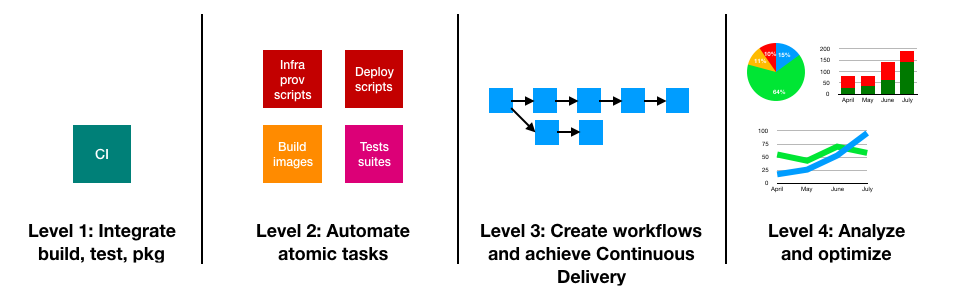 CI
Level 1: Integrate
build, test, pkg
Infra
prov
scripts
Deploy
scripts
Build
images
Tests
suites
Level 2: Automate
atomic tasks
Level 3: Create workflows
and achieve Continuous
Delivery
10%
15%
11%
64%
200
150
100
50
0
April May June July
100
75
50
25
0
April May June July
Level 4: Analyze
and optimize